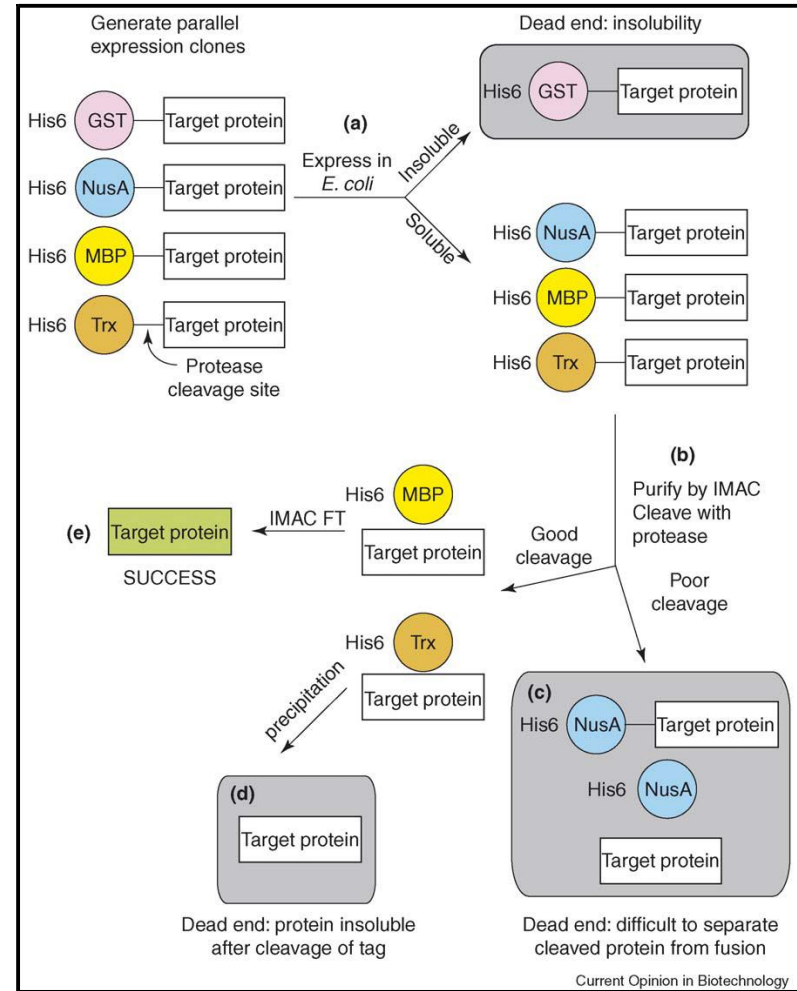 Generate parallel
expression clones
His6 GST Target protein
His6 NusA Target protein
His6 MBP Target protein
His6 Trx Target protein
Protease
cleavage site
(a)
Express in
E. coli
Insoluble
Soluble
Dead end: insolubility
His6 GST Target protein
His6 NusA Target protein
His6 MBP Target protein
His6 Trx Target protein
(b)
Purify by IMAC
Cleave with
protease
Good
cleavage
Poor
cleavage
His6 MBP
Target protein
IMAC FT
(e) Target protein
SUCCESS
His6 Trx
Target protein
precipitation
(d)
Target protein
Dead end: protein insoluble
after cleavage of tag
(c)
His6 NusA Target protein
His6 NusA
Target protein
Dead end: difficult to separate
cleaved protein from fusion
Current Opinion in Biotechnology